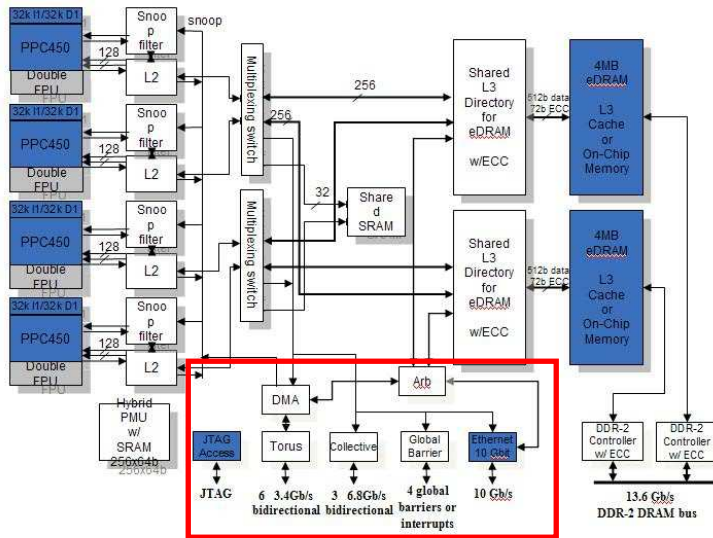 32k I1/32k D1
PPC450
Double
FPU
128
Snoo
p
filter
L2
snoop
32k I1/32k D1
PPC450
Double
FPU
128
Snoo
p
filter
L2
32k I1/32k D1
PPC450
Double
FPU
128
Snoo
p
filter
L2
32k I1/32k D1
PPC450
Double
FPU
128
Snoo
p
filter
L2
Multiplexing switch
Multiplexing switch
256
256
32
Share
d
SRAM
Shared
L3
Directory
for
eDRAM
w/ECC
512b data
72b ECC
4MB
eDRAM
L3
Cache
or
On-Chip
Memory
Shared
L3
Directory
for
eDRAM
w/ECC
512b data
72b ECC
4MB
eDRAM
L3
Cache
or
On-Chip
Memory
Hybrid
PMU
w/
SRAM
256x64b
DMA
Arb
JTAG
Access
Torus
Collective
Global
Barrier
Ethernet
10 Gbit
JTAG
6 3.4Gb/s
bidirectional
3 6.8Gb/s
bidirectional
4 global
barriers or
interrupts
10 Gb/s
DDR-2
Controller
w/ ECC
DDR-2
Controller
w/ ECC
13.6 Gb/s
DDR-2 DRAM bus